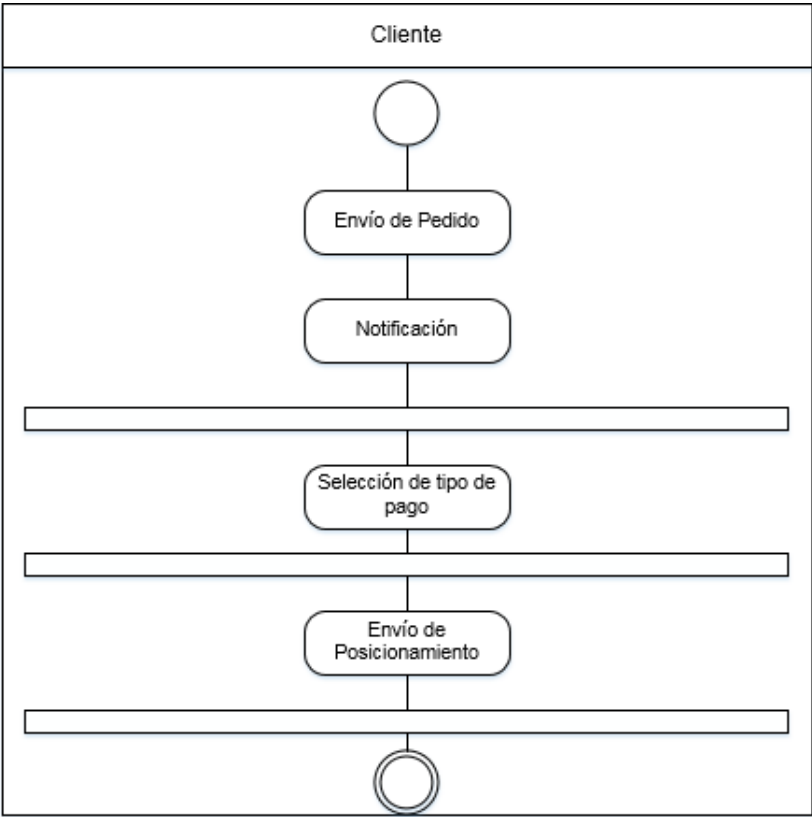 Cliente
Envío de Pedido
Notificación
Selección de tipo de
pago
Envío de
Posicionamiento